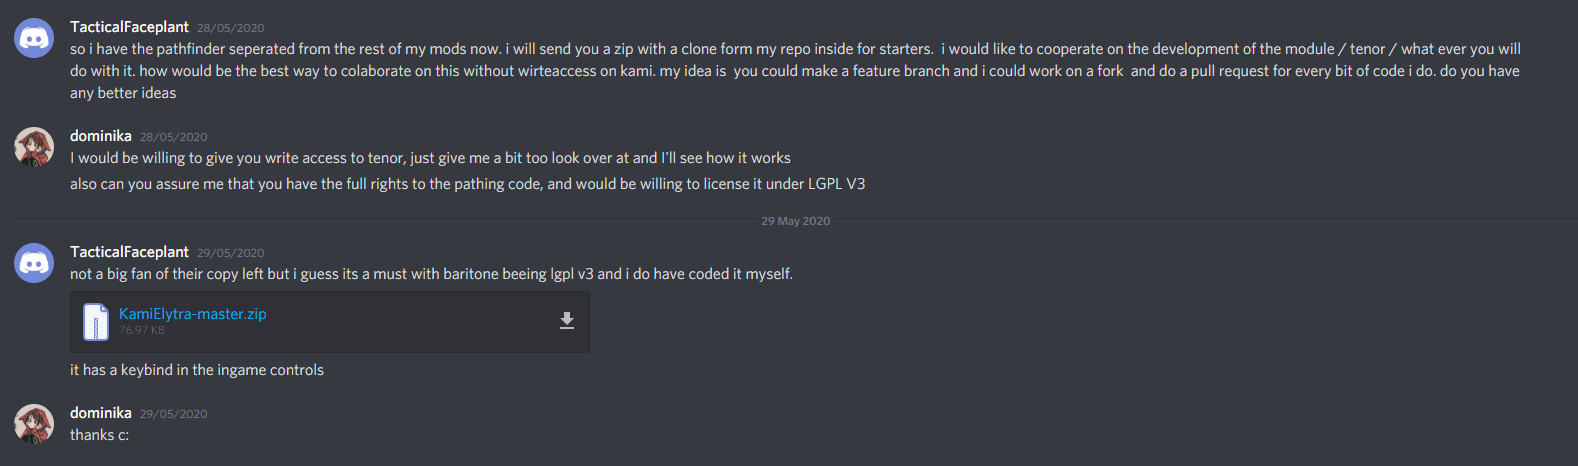 TacticalFaceplant 28/05/2020
so i have the pathfinder seperated from the rest of my mods now. i will send you a zip with a clone form my repo inside for starters.  i would like to cooperate on the development of the module / tenor / what ever you will
do with it. how would be the best way to colaborate on this without wirteaccess on kami. my idea is  you could make a feature branch and i could work on a fork  and do a pull request for every bit of code i do. do you have
any better ideas
dominika 28/05/2020
I would be willing to give you write access to tenor, just give me a bit too look over at and I'll see how it works
also can you assure me that you have the full rights to the pathing code, and would be willing to license it under LGPL V3
29 May 2020
TacticalFaceplant 29/05/2020
not a big fan of their copy left but i guess its a must with baritone beeing lgpl v3 and i do have coded it myself.
KamiElytra-master.zip
76.97 KB
it has a keybind in the ingame controls
dominika 29/05/2020
thanks c: